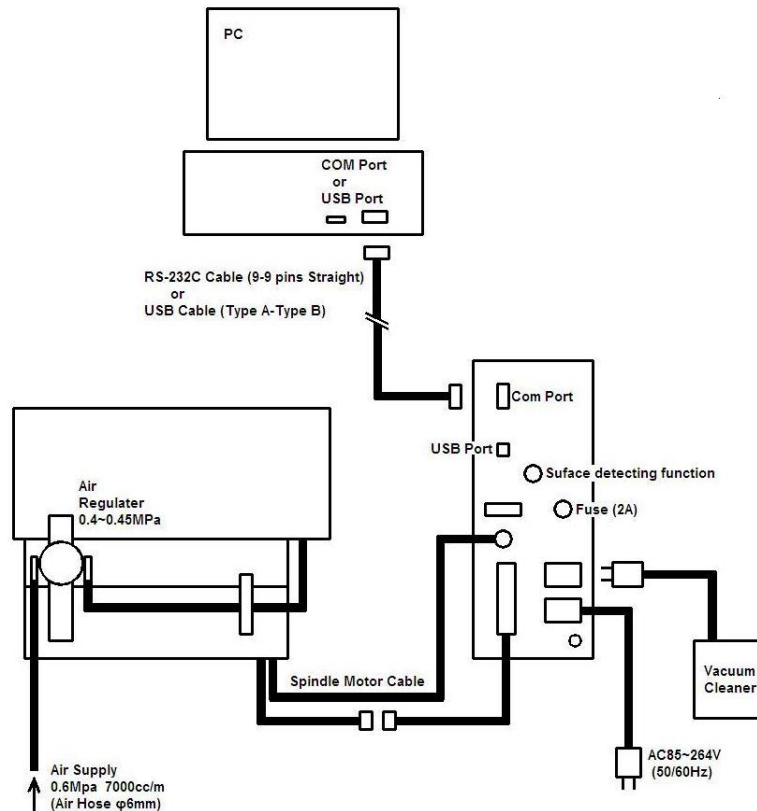 PC
COM Port
or
USB Port
RS-232C Cable (9-9 pins Straight)
or
USB Cable (Type A-Type B)
Com Port
USB Port
Suface detecting function
Fuse (2A)
Air
Regulater
0.4~0.45MPa
Spindle Motor Cable
Vacuum
Cleaner
AC85~264V
(50/60Hz)
Air Supply
0.6Mpa 7000cc/m
(Air Hose φ6mm)